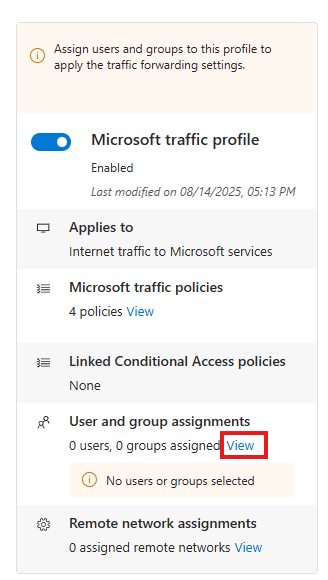 Assign users and groups to this profile to
apply the traffic forwarding settings.
Microsoft traffic profile
Enabled
Last modified on 08/14/2025, 05:13 PM
Applies to
Internet traffic to Microsoft services
Microsoft traffic policies
4 policies View
Linked Conditional Access policies
None
User and group assignments
0 users, 0 groups assigned View
No users or groups selected
Remote network assignments
0 assigned remote networks View